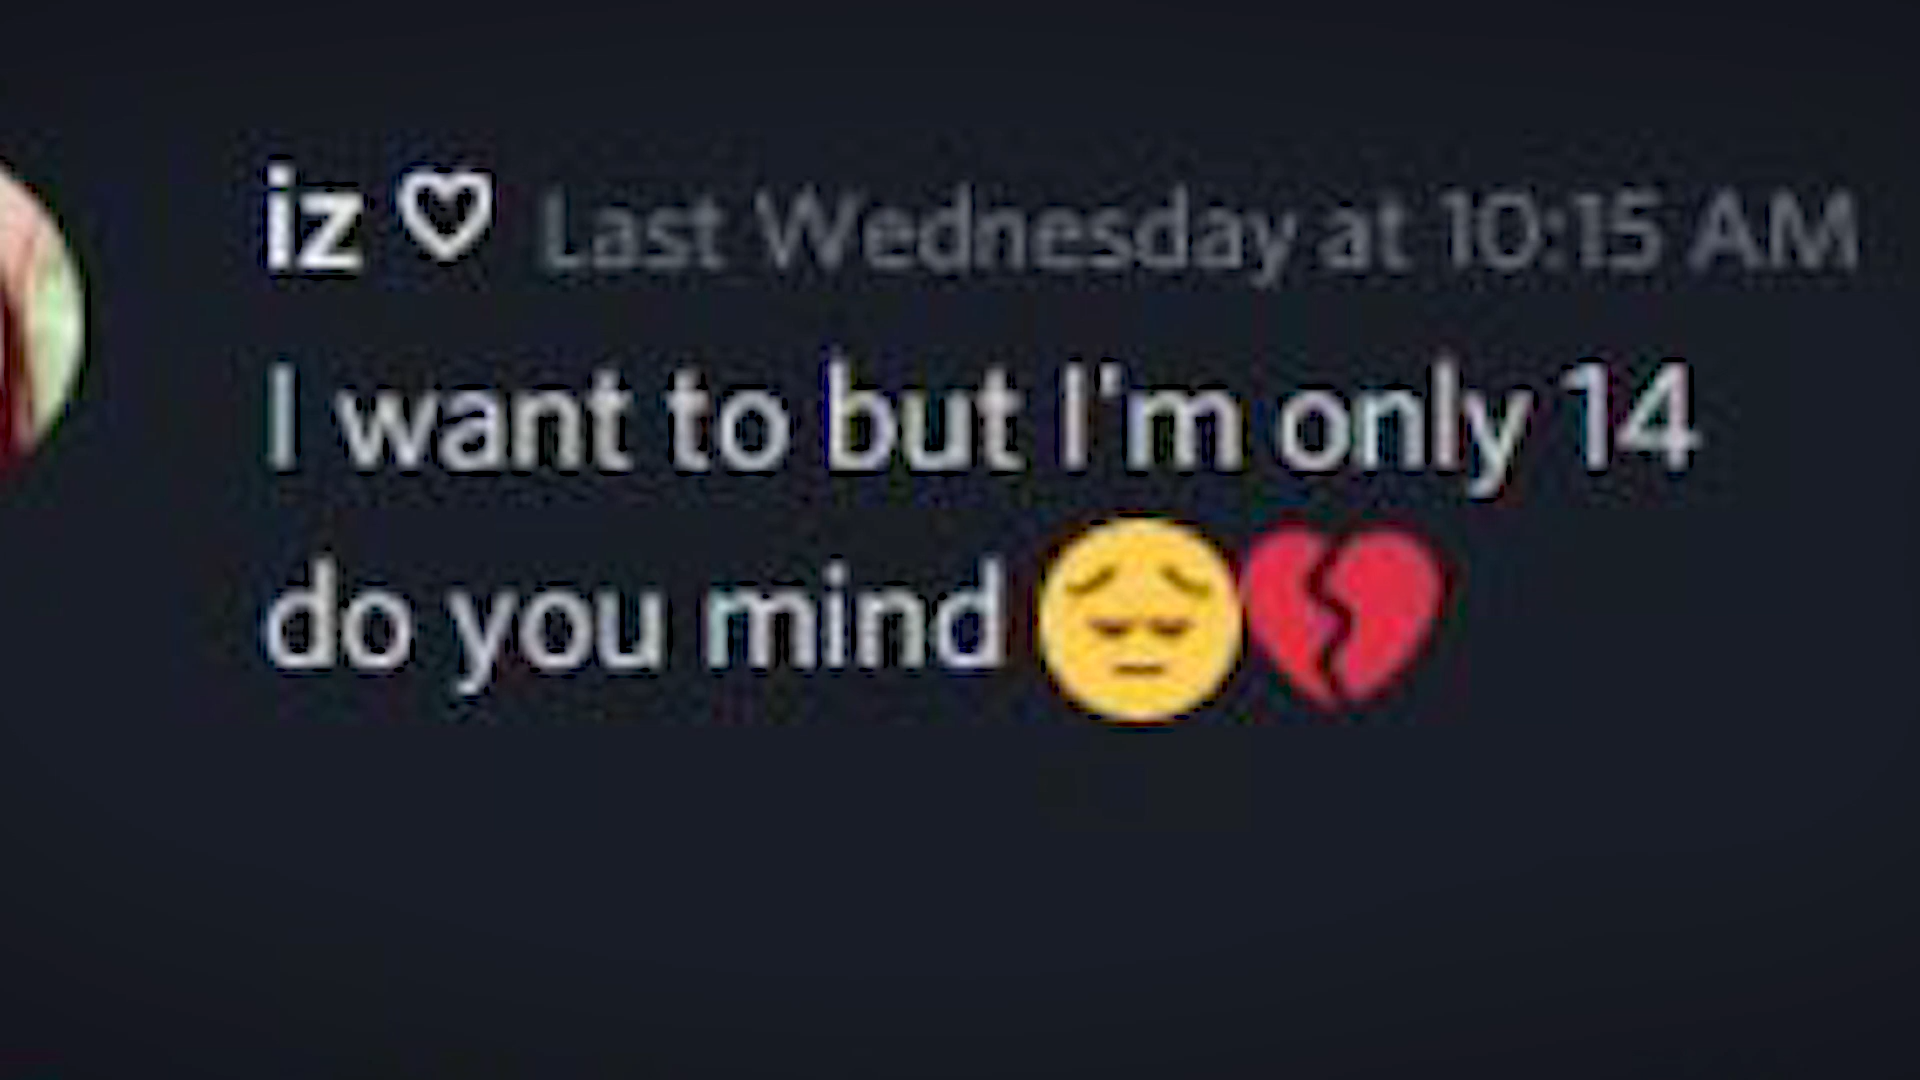 iz ♡ Last Wednesday at 10:15 AM
I want to but I'm only 14
do you mind 😔💔